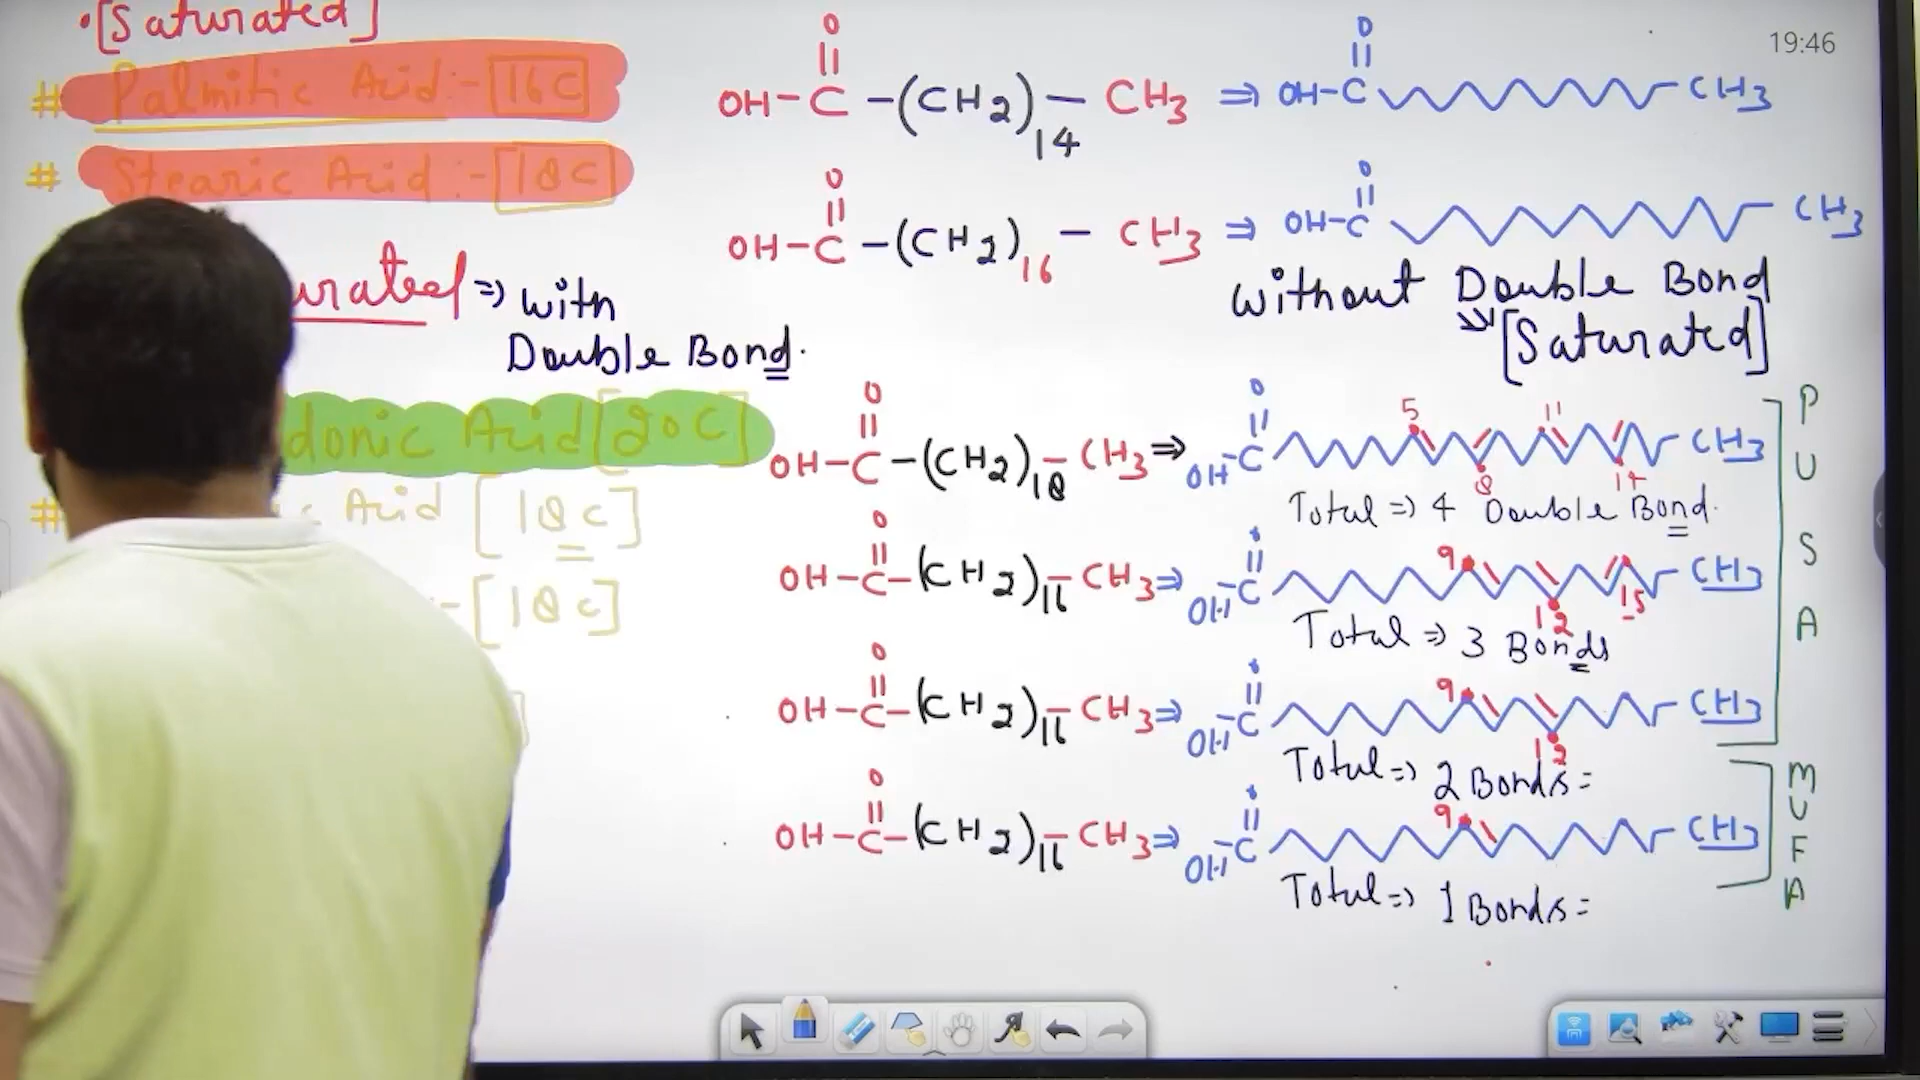 •[Saturated]
# Palmitic Acid :- [16C]
# Stearic Acid :- [18C]
urated ⇒ with
Double Bond.
donic Acid [20C]
# c Acid [18C]
- [18C]
19:46
O
OH-C-(CH2)14-CH3 ⇒ OH-C CH3
O
O
OH-C-(CH2)16-CH3 ⇒ OH-C CH3
O
without Double Bond
[Saturated]
O
OH-C-(CH2)18-CH3 ⇒ OH-C CH3
O
5 8 11 14
Total ⇒ 4 Double Bond.
O
OH-C-(CH2)16-CH3 ⇒ OH-C CH3
9 12 15
Total ⇒ 3 Bonds
O
OH-C-(CH2)16-CH3 ⇒ OH-C CH3
9 12
Total ⇒ 2 Bonds =
O
OH-C-(CH2)16-CH3 ⇒ OH-C CH3
9
Total ⇒ 1 Bonds =
P
U
S
A
M
U
F
A